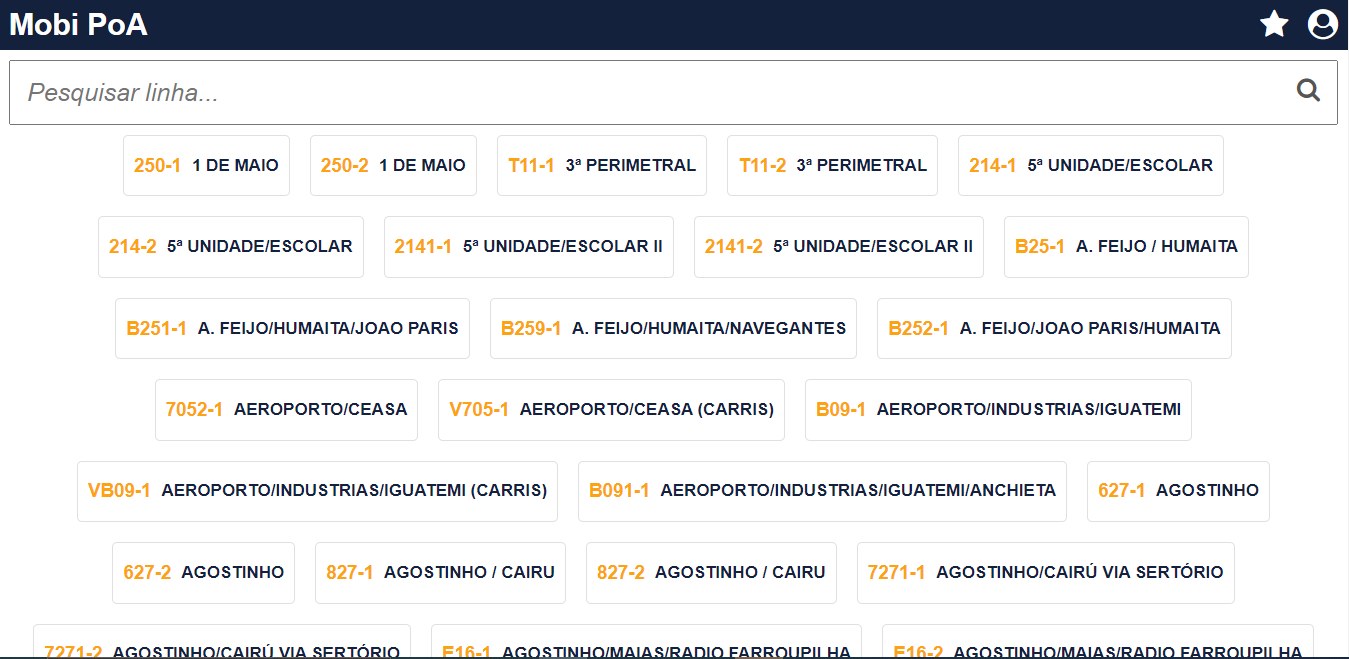 Mobi PoA
Pesquisar linha...
250-1 1 DE MAIO
250-2 1 DE MAIO
T11-1 3ª PERIMETRAL
T11-2 3ª PERIMETRAL
214-1 5ª UNIDADE/ESCOLAR
214-2 5ª UNIDADE/ESCOLAR
2141-1 5ª UNIDADE/ESCOLAR II
2141-2 5ª UNIDADE/ESCOLAR II
B25-1 A. FEIJO / HUMAITA
B251-1 A. FEIJO/HUMAITA/JOAO PARIS
B259-1 A. FEIJO/HUMAITA/NAVEGANTES
B252-1 A. FEIJO/JOAO PARIS/HUMAITA
7052-1 AEROPORTO/CEASA
V705-1 AEROPORTO/CEASA (CARRIS)
B09-1 AEROPORTO/INDUSTRIAS/IGUATEMI
VB09-1 AEROPORTO/INDUSTRIAS/IGUATEMI (CARRIS)
B091-1 AEROPORTO/INDUSTRIAS/IGUATEMI/ANCHIETA
627-1 AGOSTINHO
627-2 AGOSTINHO
827-1 AGOSTINHO / CAIRU
827-2 AGOSTINHO / CAIRU
7271-1 AGOSTINHO/CAIRÚ VIA SERTÓRIO
7271-2 AGOSTINHO/CAIRÚ VIA SERTÓRIO
E16-1 AGOSTINHO/MAIAS/RADIO FARROUPILHA
E16-2 AGOSTINHO/MAIAS/RADIO FARROUPILHA